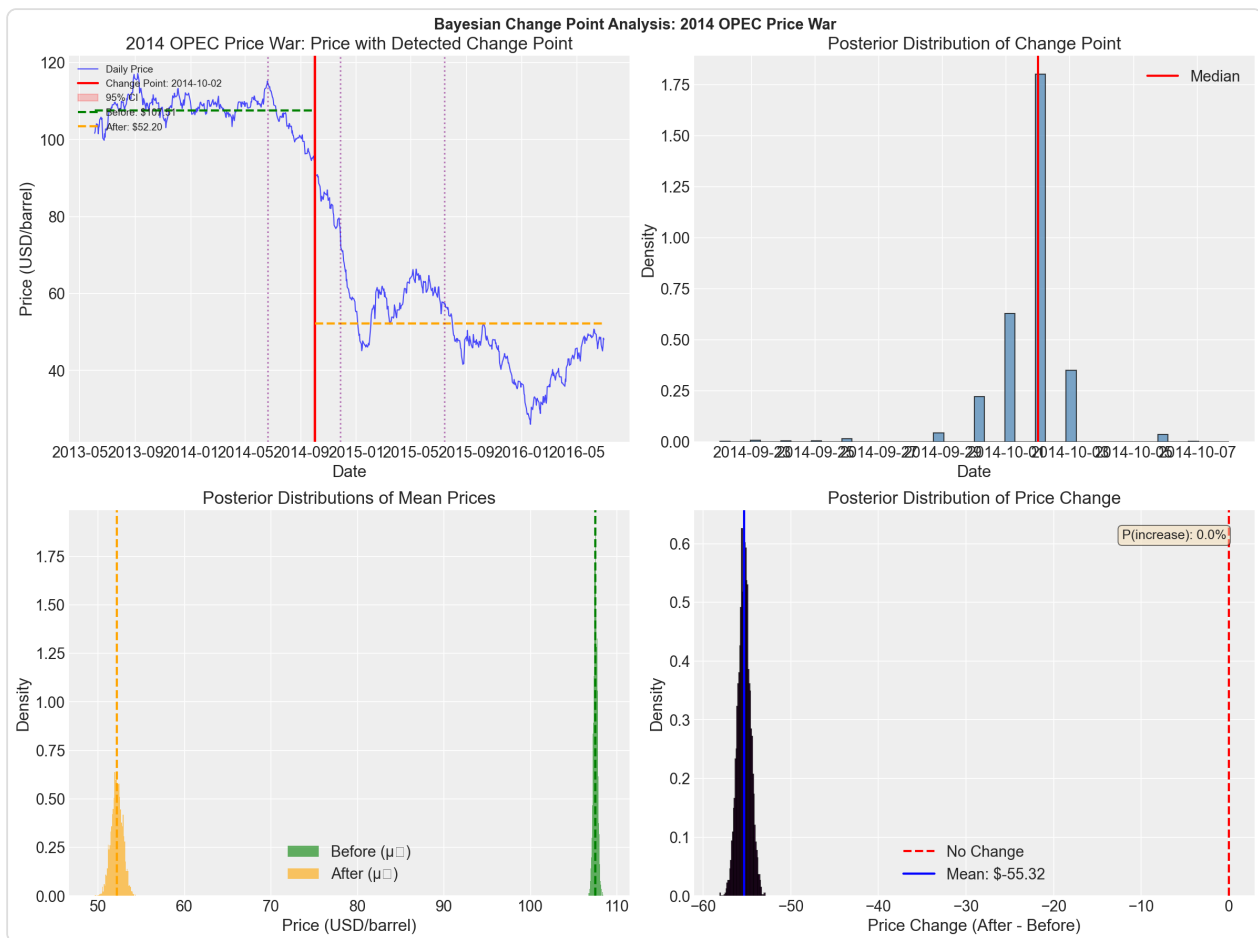 Bayesian Change Point Analysis: 2014 OPEC Price War
2014 OPEC Price War: Price with Detected Change Point
Daily Price
Change Point: 2014-10-02
95% CI
Before: $107.51
After: $52.20
120
100
80
60
40
Price (USD/barrel)
2013-05 2013-09 2014-01 2014-05 2014-09 2015-01 2015-05 2015-09 2016-01 2016-05
Date
Posterior Distribution of Change Point
Median
1.75
1.50
1.25
1.00
0.75
0.50
0.25
0.00
Density
2014-09-23 2014-09-25 2014-09-27 2014-09-29 2014-10-01 2014-10-03 2014-10-05 2014-10-07
Date
Posterior Distributions of Mean Prices
1.75
1.50
1.25
1.00
0.75
0.50
0.25
0.00
Density
Before (μ□)
After (μ□)
50 60 70 80 90 100 110
Price (USD/barrel)
Posterior Distribution of Price Change
P(increase): 0.0%
0.6
0.5
0.4
0.3
0.2
0.1
0.0
Density
No Change
Mean: $-55.32
−60 −50 −40 −30 −20 −10 0
Price Change (After - Before)